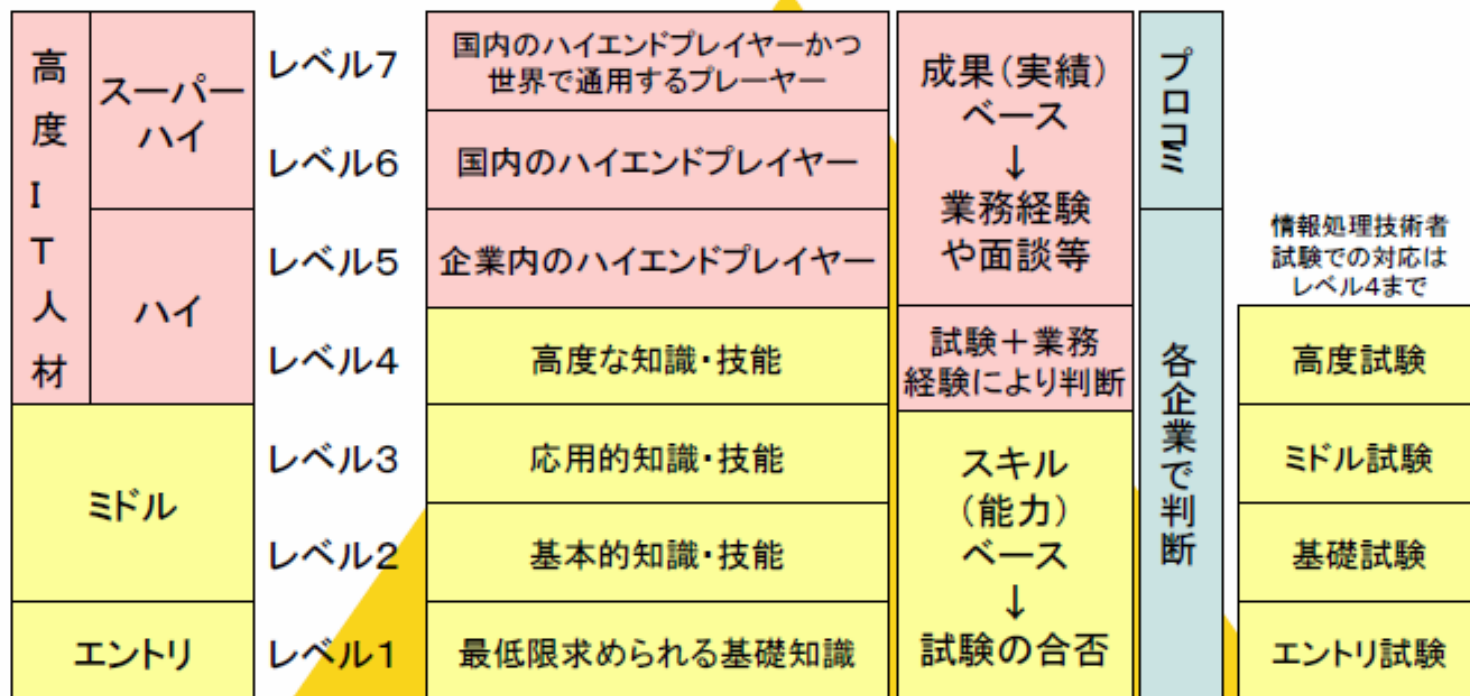 高度IT人材
スーパー
ハイ
ハイ
ミドル
エントリ
レベル7
レベル6
レベル5
レベル4
レベル3
レベル2
レベル1
国内のハイエンドプレイヤーかつ
世界で通用するプレーヤー
国内のハイエンドプレイヤー
企業内のハイエンドプレイヤー
高度な知識・技能
応用的知識・技能
基本的知識・技能
最低限求められる基礎知識
成果(実績)
ベース
↓
業務経験
や面談等
試験+業務
経験により判断
スキル
(能力)
ベース
↓
試験の合否
プロコミ
各企業で判断
情報処理技術者
試験での対応は
レベル4まで
高度試験
ミドル試験
基礎試験
エントリ試験